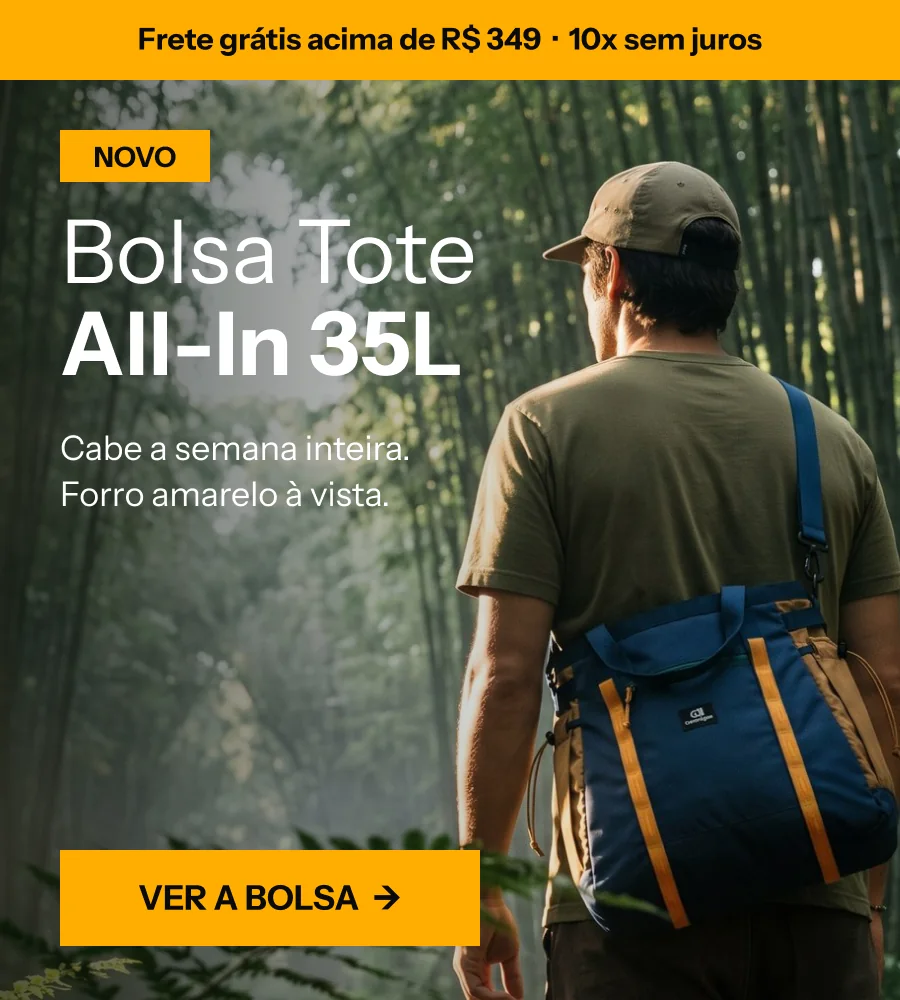 Frete grátis acima de R$ 349 · 10x sem juros
NOVO
Bolsa Tote
All-In 35L
Cabe a semana inteira.
Forro amarelo à vista.
VER A BOLSA →